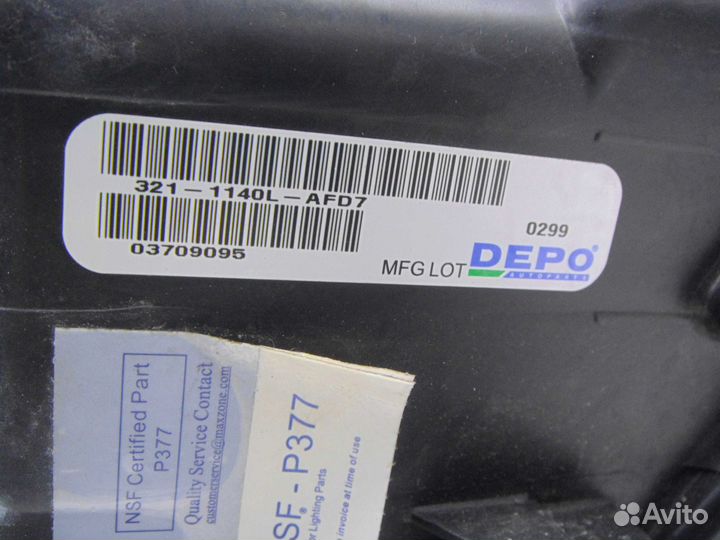 321-1140L-AFD7
03709095
0299
MFG LOT DEPO®
AUTOPARTS
NSF Certified Part
P377
Quality Service Contact
customerservice@maxzone.com
SF® - P377
Lighting Parts
invoice at time of use
Avito